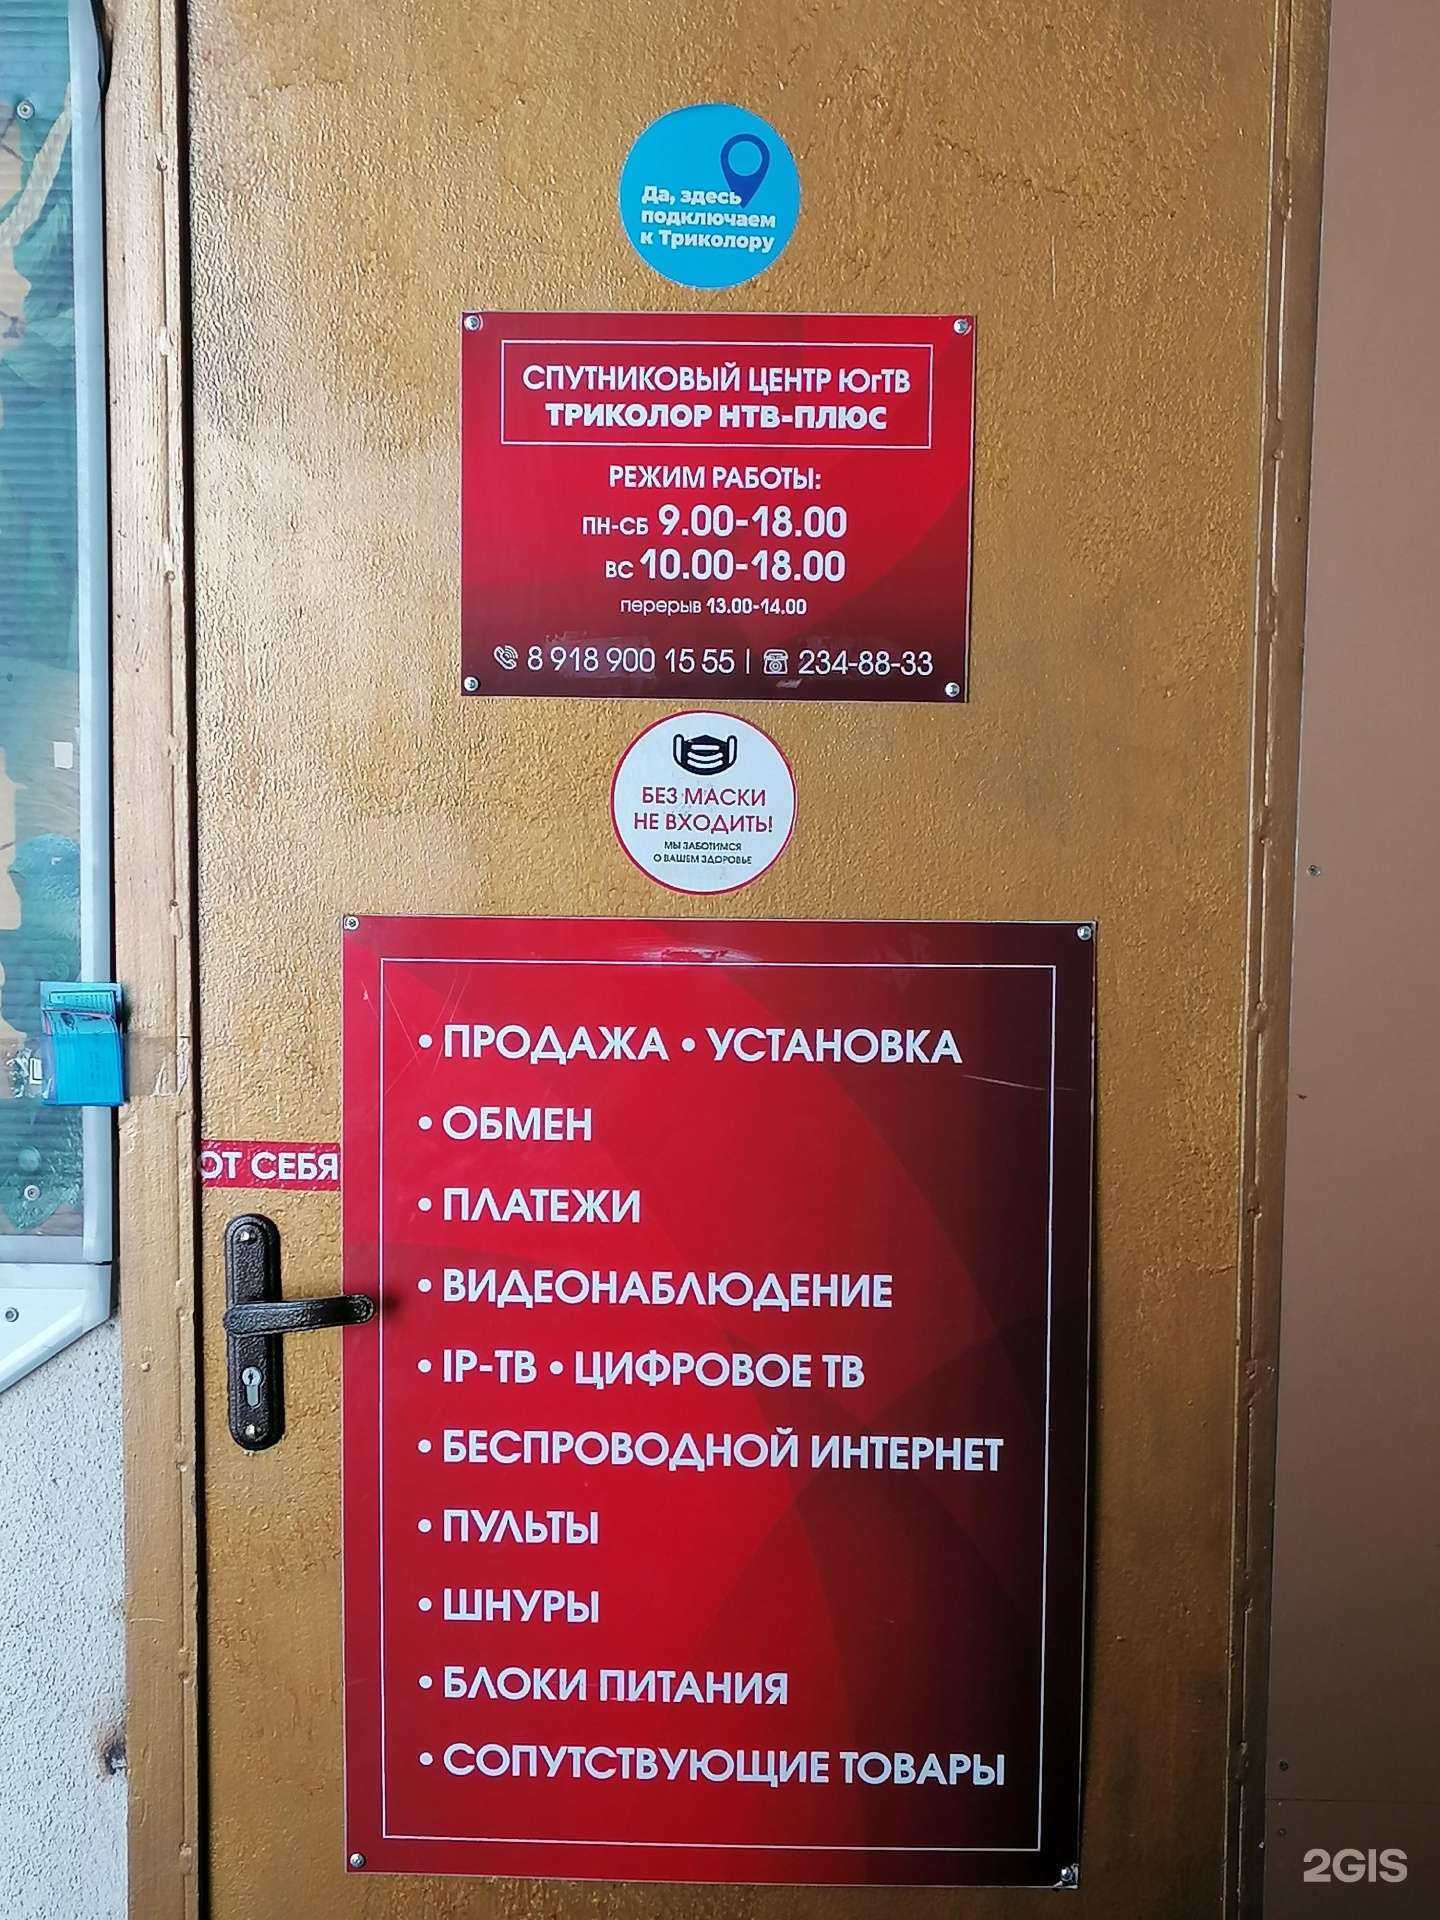 Да, здесь
подключаем
к Триколору
СПУТНИКОВЫЙ ЦЕНТР ЮгТВ
ТРИКОЛОР НТВ-ПЛЮС
РЕЖИМ РАБОТЫ:
ПН-СБ 9.00-18.00
ВС 10.00-18.00
перерыв 13.00-14.00
8 918 900 15 55 | 234-88-33
БЕЗ МАСКИ
НЕ ВХОДИТЬ!
МЫ ЗАБОТИМСЯ
О ВАШЕМ ЗДОРОВЬЕ
• ПРОДАЖА • УСТАНОВКА
• ОБМЕН
• ПЛАТЕЖИ
ОТ СЕБЯ
• ВИДЕОНАБЛЮДЕНИЕ
• IP-ТВ • ЦИФРОВОЕ ТВ
• БЕСПРОВОДНОЙ ИНТЕРНЕТ
• ПУЛЬТЫ
• ШНУРЫ
• БЛОКИ ПИТАНИЯ
• СОПУТСТВУЮЩИЕ ТОВАРЫ
2GIS